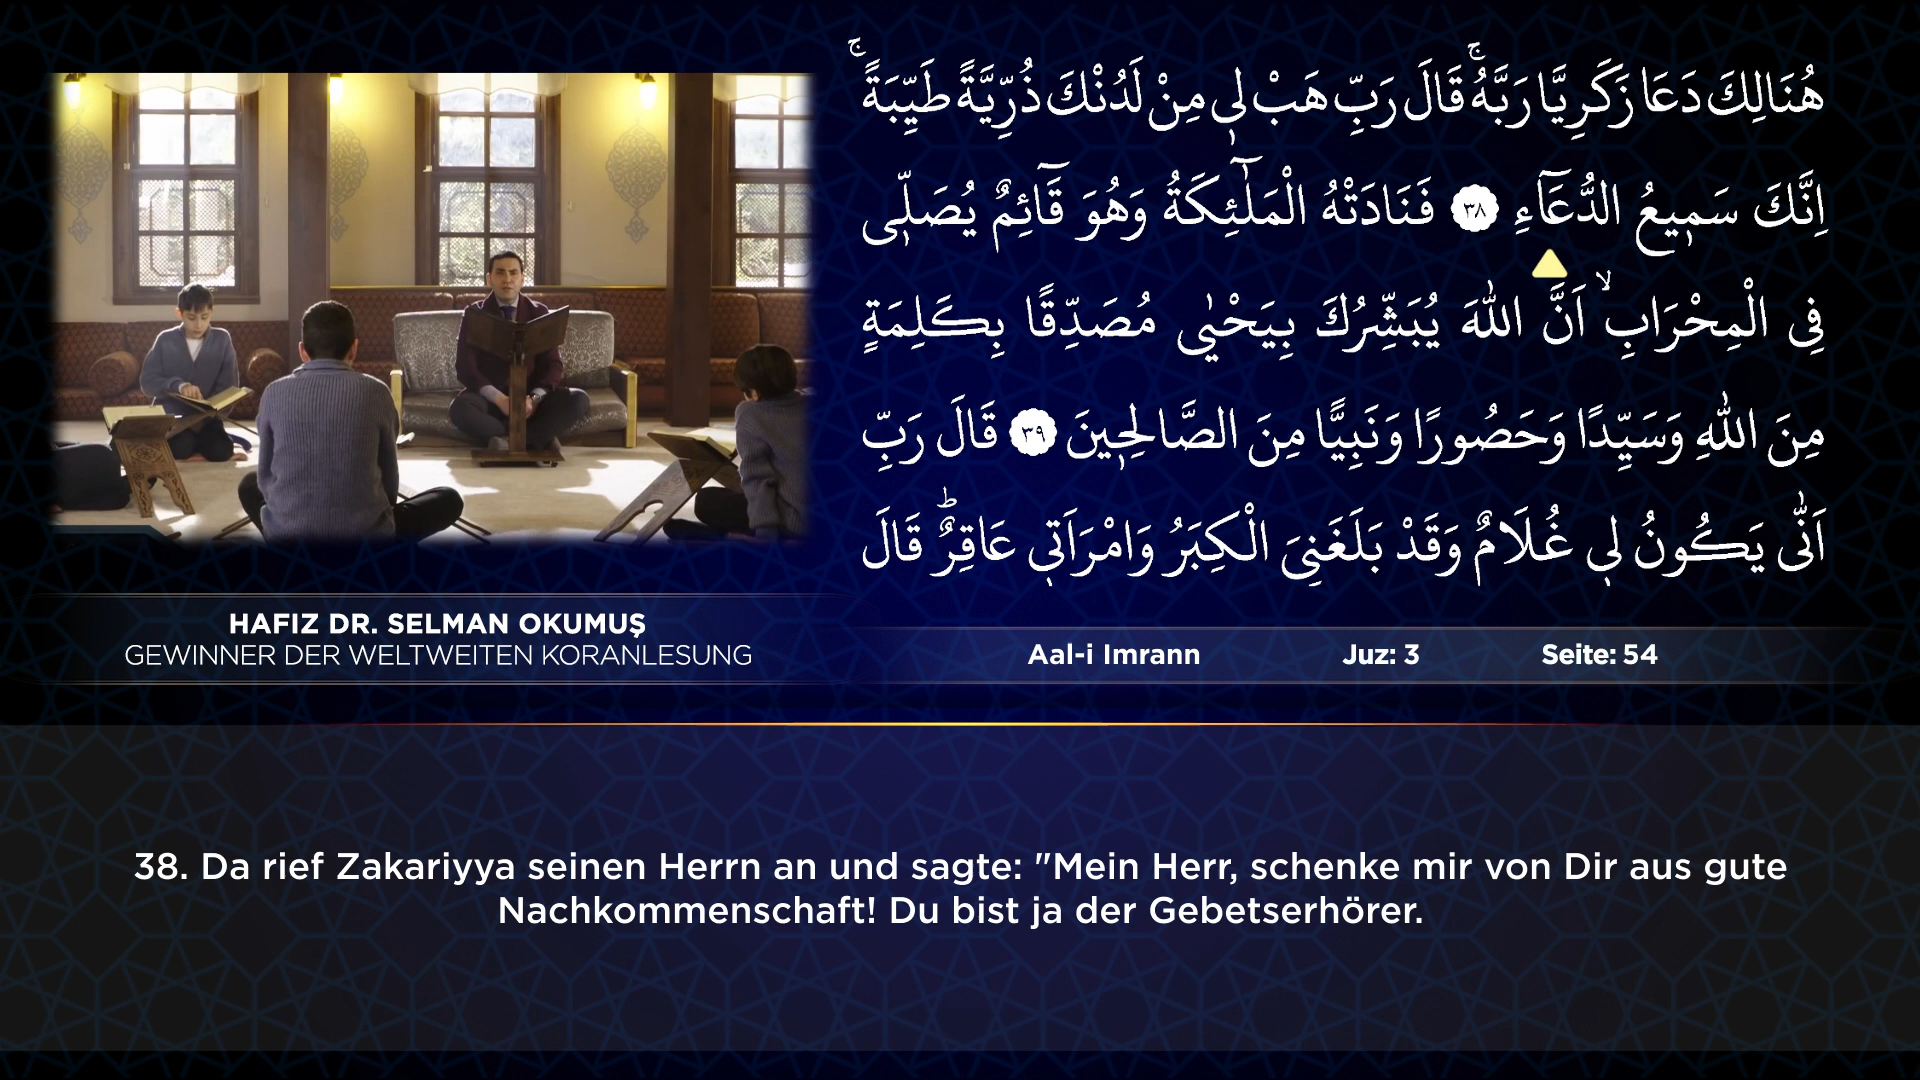 هُنَالِكَ دَعَا زَكَرِيَّا رَبَّهُۚ قَالَ رَبِّ هَبْ لٖى مِنْ لَدُنْكَ ذُرِّيَّةً طَيِّبَةًۚ
اِنَّكَ سَمٖيعُ الدُّعَٓاءِ ٣٨ فَنَادَتْهُ الْمَلٰٓئِكَةُ وَهُوَ قَٓائِمٌ يُصَلّٖى
فِى الْمِحْرَابِۙ اَنَّ اللّٰهَ يُبَشِّرُكَ بِيَحْيٰى مُصَدِّقًا بِكَلِمَةٍ
مِنَ اللّٰهِ وَسَيِّدًا وَحَصُورًا وَنَبِيًّا مِنَ الصَّالِحٖينَ ٣٩ قَالَ رَبِّ
اَنّٰى يَكُونُ لٖى غُلَامٌ وَقَدْ بَلَغَنِىَ الْكِبَرُ وَامْرَاَتٖى عَاقِرٌؕ قَالَ
HAFIZ DR. SELMAN OKUMUŞ
GEWINNER DER WELTWEITEN KORANLESUNG
Aal-i Imrann Juz: 3 Seite: 54
38. Da rief Zakariyya seinen Herrn an und sagte: "Mein Herr, schenke mir von Dir aus gute
Nachkommenschaft! Du bist ja der Gebetserhörer.